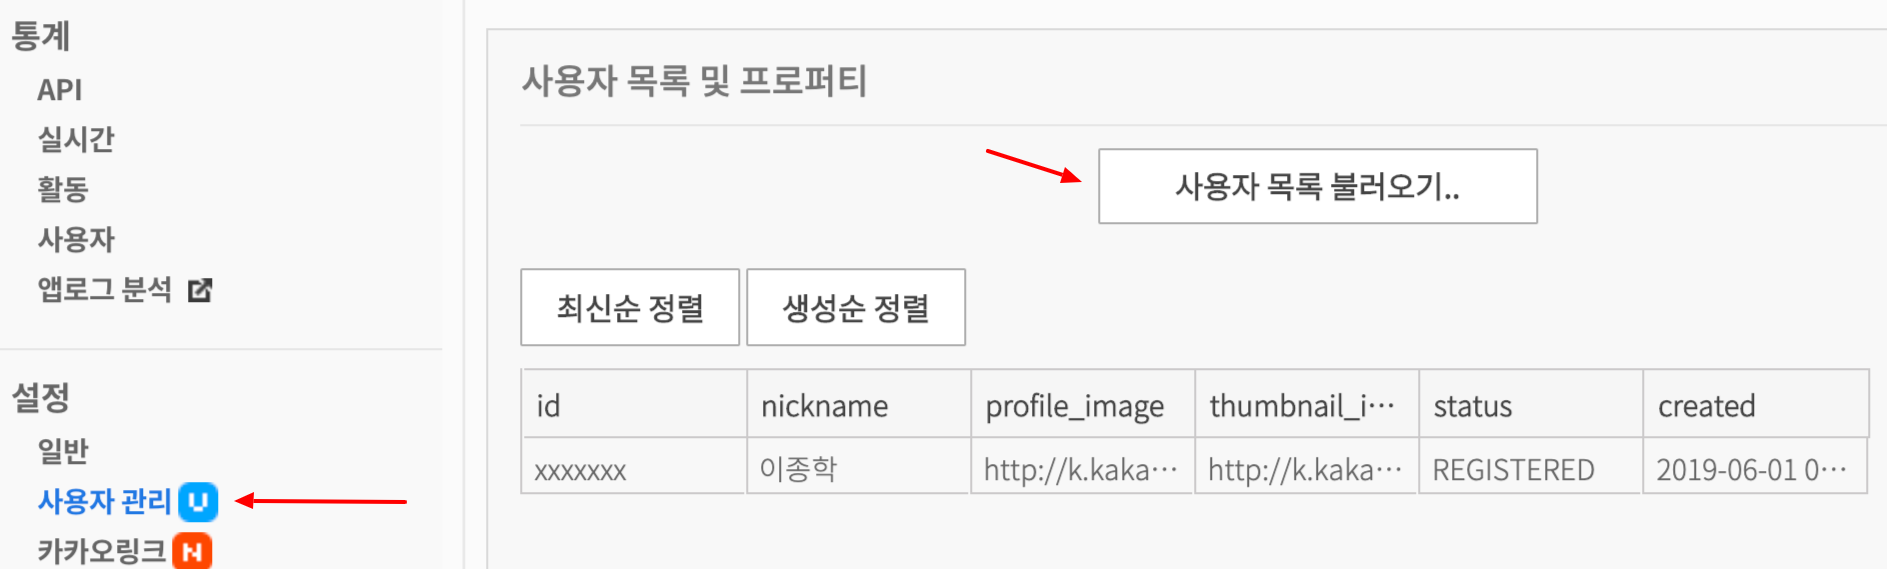 통계
API
실시간
활동
사용자
앱로그 분석
설정
일반
사용자 관리 U
카카오링크 N
사용자 목록 및 프로퍼티
사용자 목록 불러오기..
최신순 정렬 생성순 정렬
id nickname profile_image thumbnail_i··· status created
xxxxxxx 이종학 http://k.kaka··· http://k.kaka··· REGISTERED 2019-06-01 0···